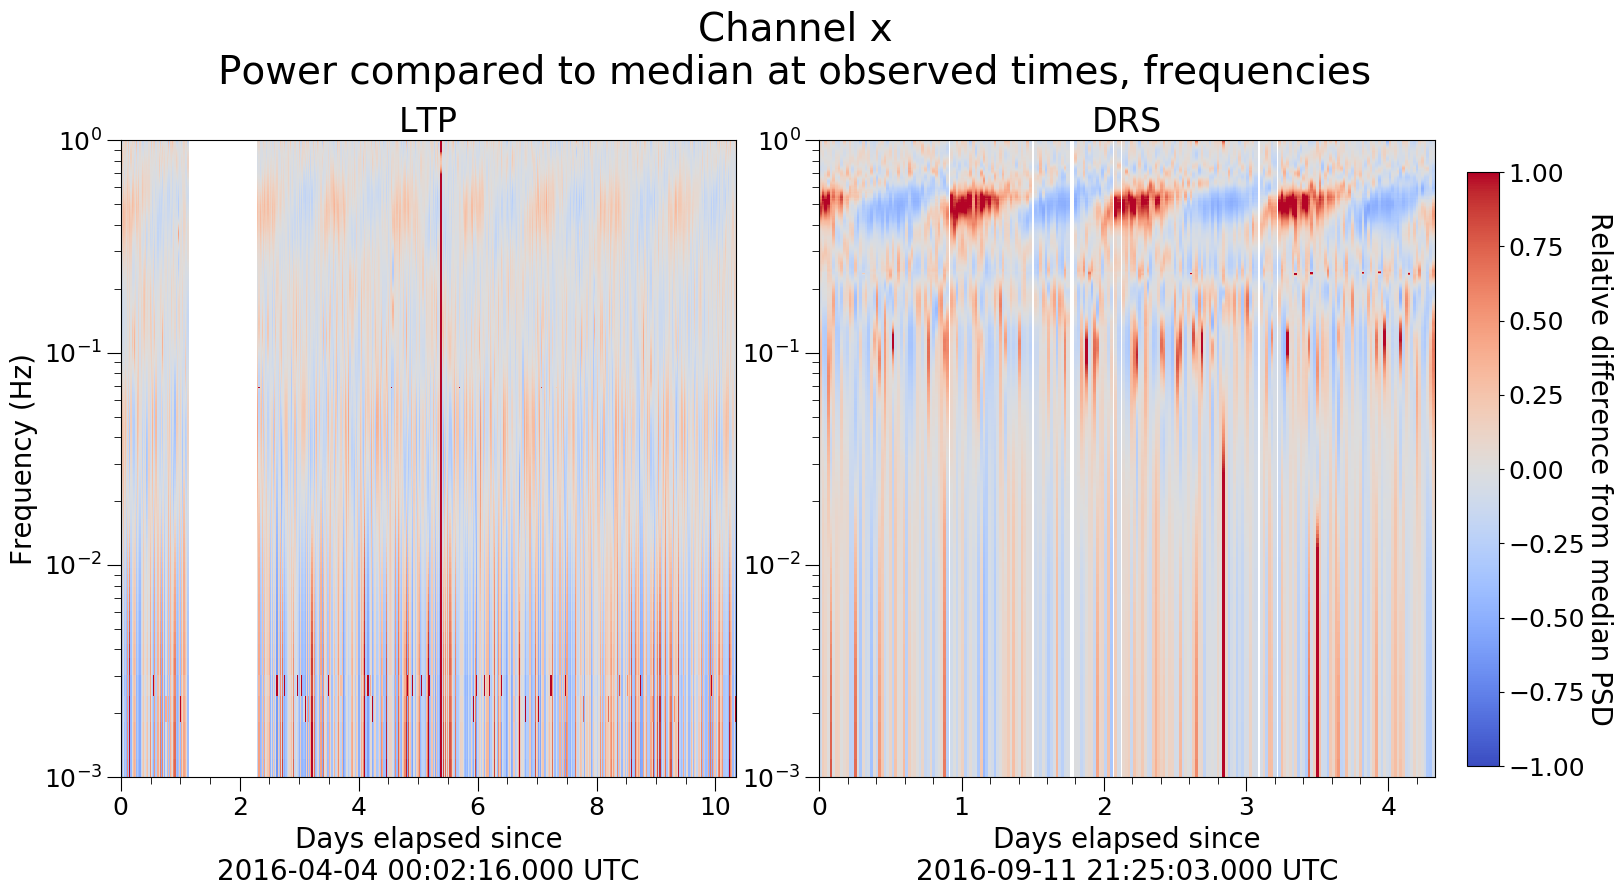 Channel x
Power compared to median at observed times, frequencies
LTP
DRS
Frequency (Hz)
10⁰
10⁻¹
10⁻²
10⁻³
0 2 4 6 8 10
Days elapsed since
2016-04-04 00:02:16.000 UTC
10⁰
10⁻¹
10⁻²
10⁻³
0 1 2 3 4
Days elapsed since
2016-09-11 21:25:03.000 UTC
1.00
0.75
0.50
0.25
0.00
−0.25
−0.50
−0.75
−1.00
Relative difference from median PSD